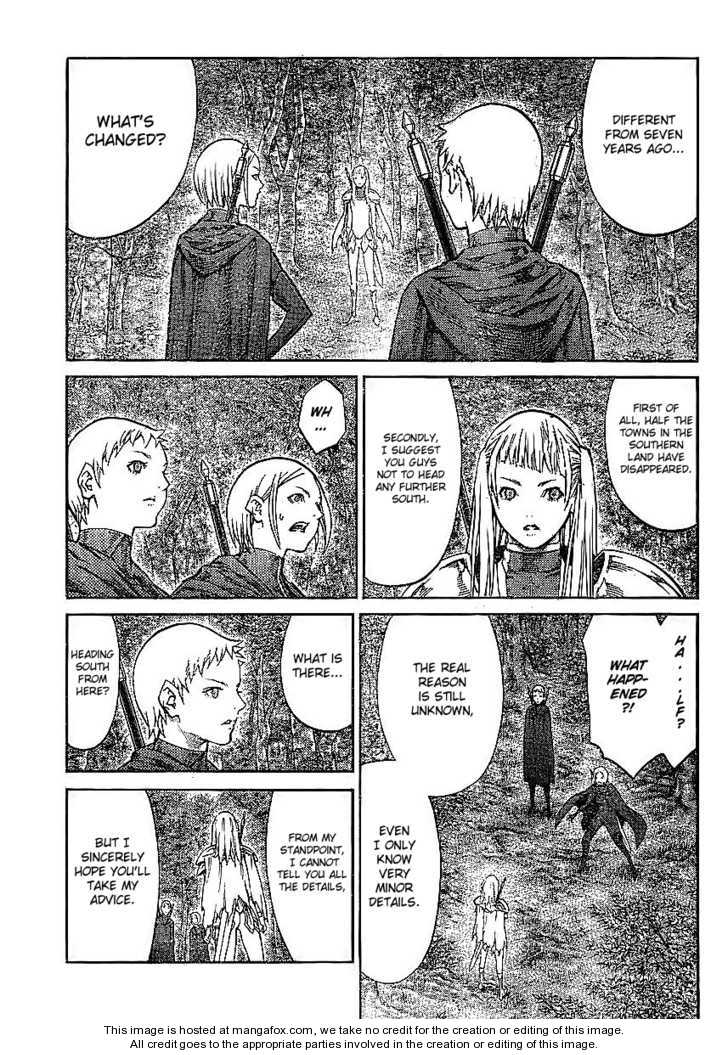 DIFFERENT
FROM SEVEN
YEARS AGO...
WHAT'S
CHANGED?
FIRST OF
ALL, HALF THE
TOWNS IN THE
SOUTHERN
LAND HAVE
DISAPPEARED.
SECONDLY,
I SUGGEST
YOU GUYS
NOT TO HEAD
ANY FURTHER
SOUTH.
WH
...
HA...LF?
WHAT
HAPP-
ENED
?!
THE REAL
REASON
IS STILL
UNKNOWN,
EVEN
I ONLY
KNOW
VERY
MINOR
DETAILS.
WHAT IS
THERE...
HEADING
SOUTH
FROM
HERE?
FROM MY
STANDPOINT,
I CANNOT
TELL YOU ALL
THE DETAILS,
BUT I
SINCERELY
HOPE YOU'LL
TAKE MY
ADVICE.
This image is hosted at mangafox.com, we take no credit for the creation or editing of this image.
All credit goes to the appropriate parties involved in the creation or editing of this image.